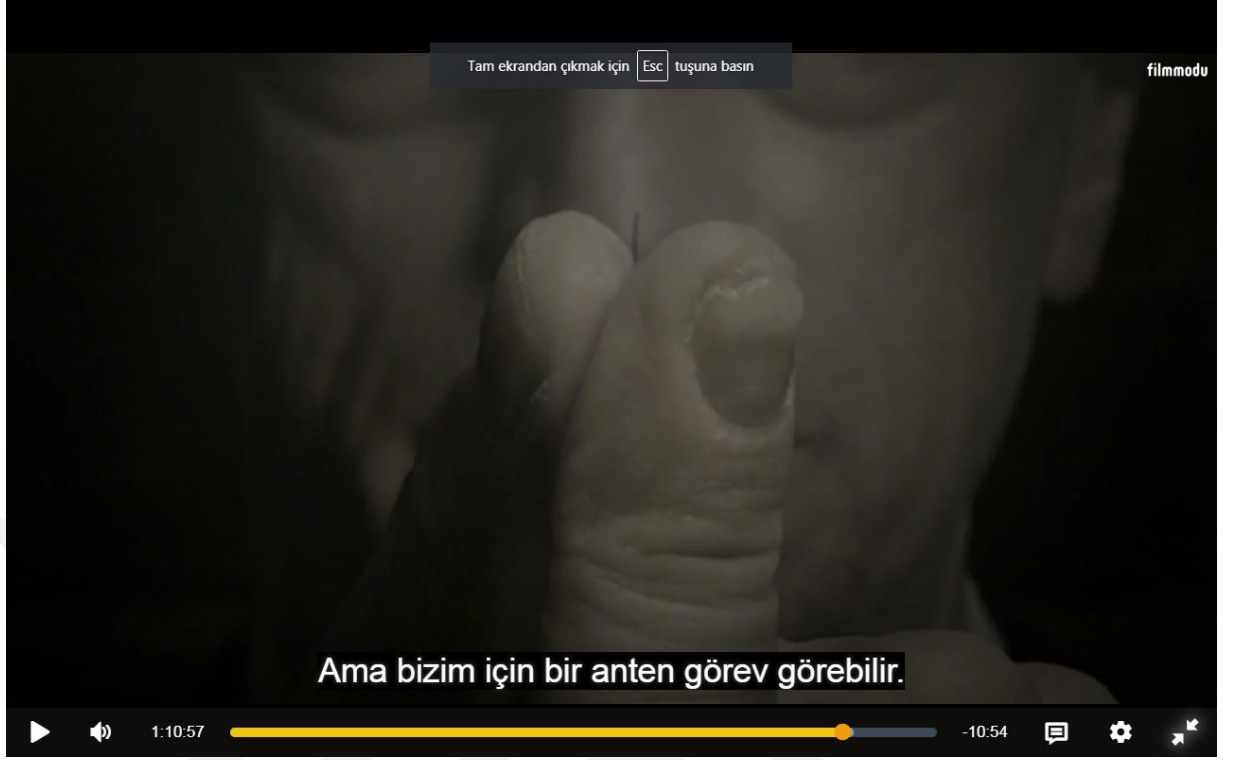 Tam ekrandan çıkmak için Esc tuşuna basın
filmmodu
Ama bizim için bir anten görev görebilir.
1:10:57 -10:54